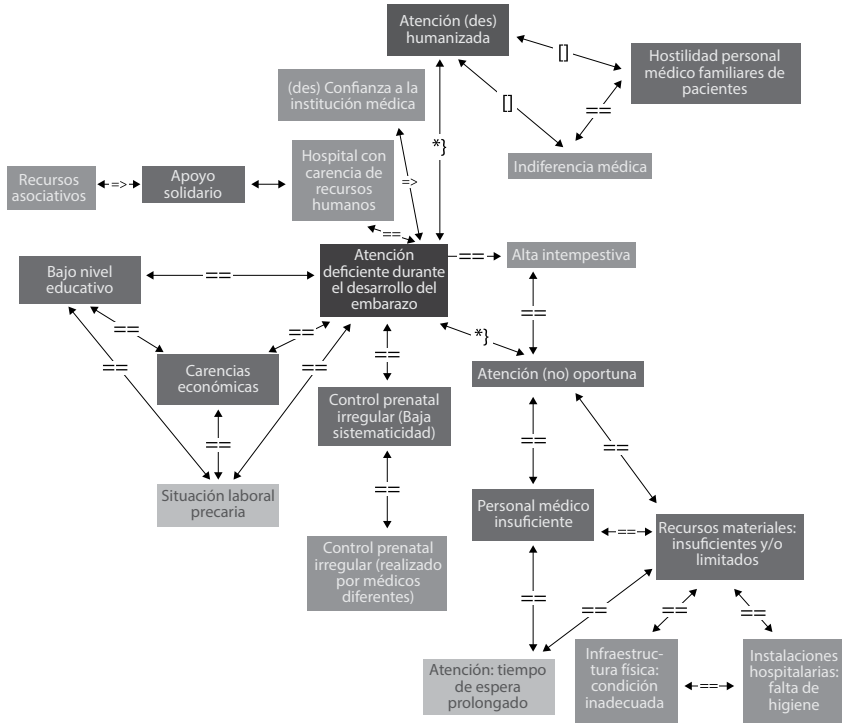 Atención (des)
humanizada
[]
Hostilidad personal
médico familiares de
pacientes
[]
==
(des) Confianza a la
institución médica
*}
Indiferencia médica
Recursos
asociativos
=>
Apoyo
solidario
Hospital con
carencia de
recursos
humanos
=>
==
Bajo nivel
educativo
==
Atención
deficiente durante
el desarrollo del
embarazo
==
Alta intempestiva
==
==
==
*}
==
==
==
Carencias
económicas
Atención (no) oportuna
Control prenatal
irregular (Baja
sistematicidad)
==
==
==
==
Situación laboral
precaria
Personal médico
insuficiente
==
Recursos materiales:
insuficientes y/o
limitados
Control prenatal
irregular (realizado
por médicos
diferentes)
==
==
==
==
Atención: tiempo
de espera
prolongado
Infraestruc-
tura física:
condición
inadecuada
==
Instalaciones
hospitalarias:
falta de
higiene